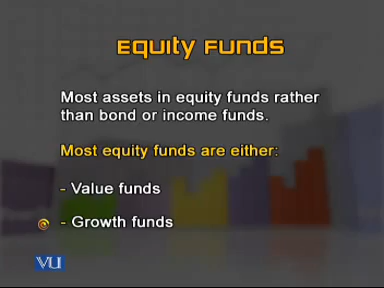 Equity Funds
Most assets in equity funds rather
than bond or income funds.
Most equity funds are either:
- Value funds
- Growth funds
VU